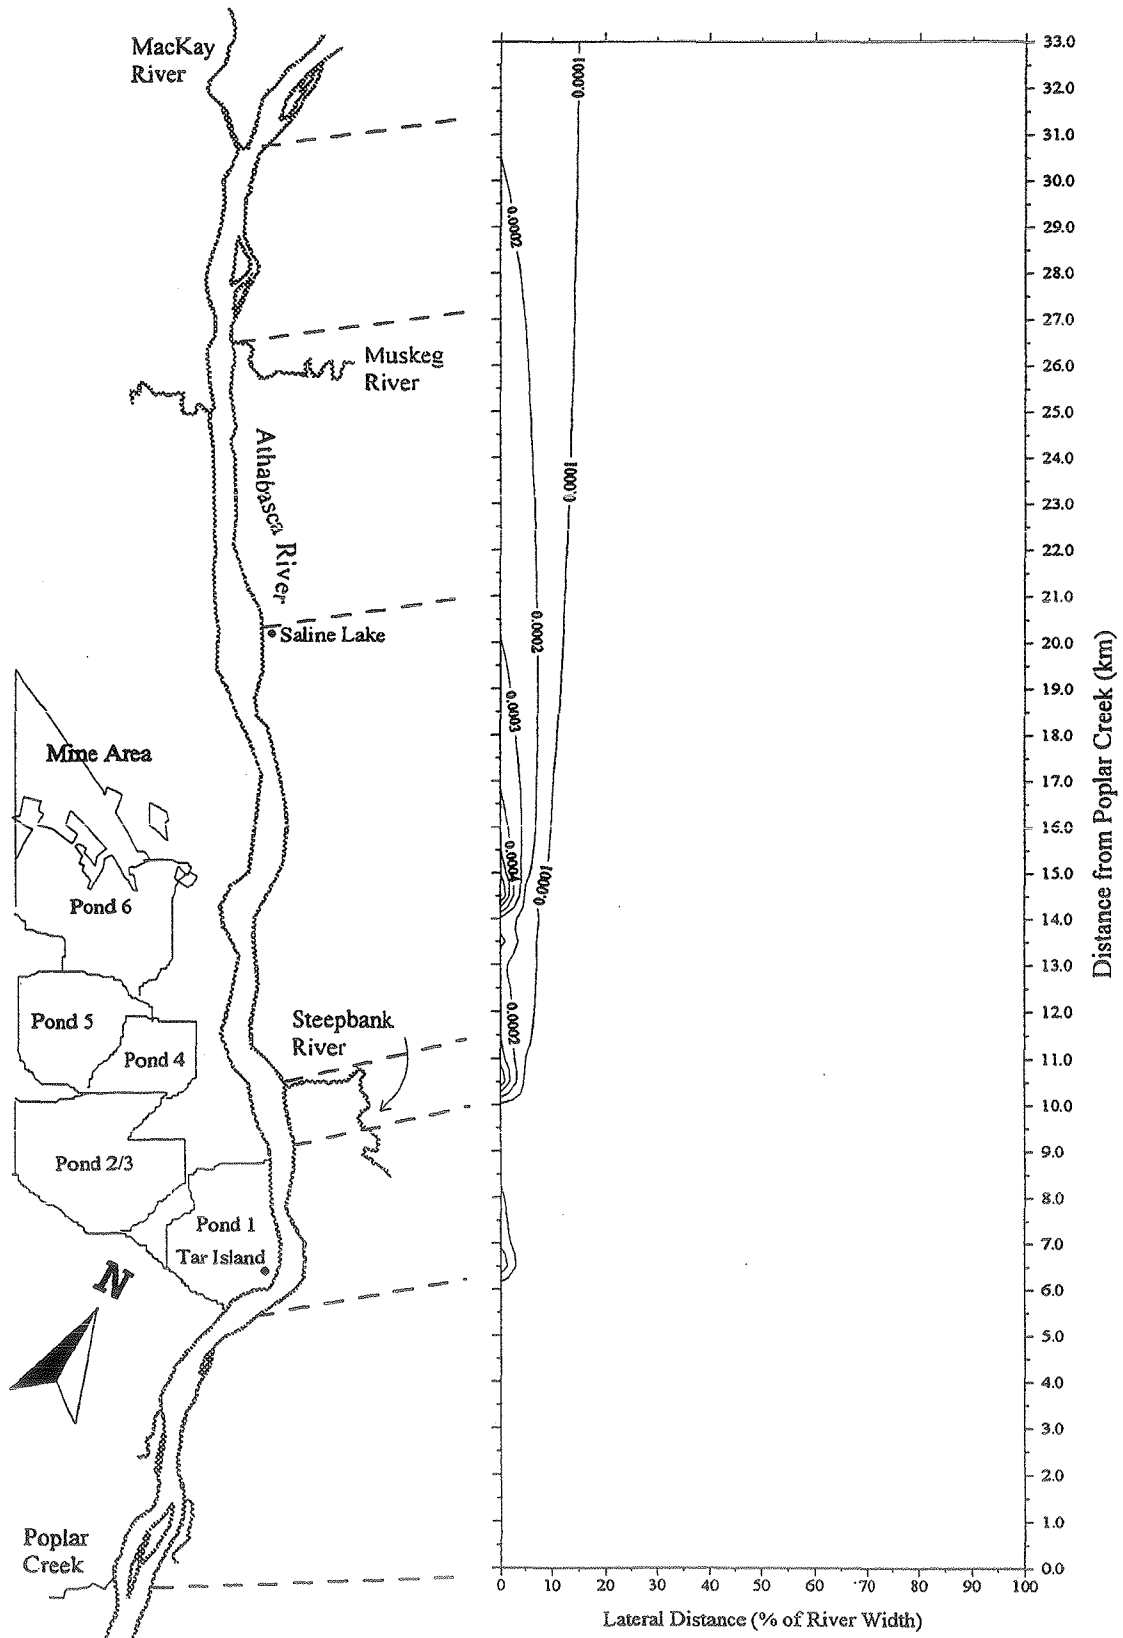 MacKay
River
Muskeg
River
Athabasca River
Saline Lake
Mine Area
Pond 6
Pond 5
Pond 4
Steepbank
River
Pond 2/3
Pond 1
Tar Island
N
Poplar
Creek
0.0001
0.0002
0.0001
0.0002
0.0003
0.0004
0.0001
0.0002
33.0
32.0
31.0
30.0
29.0
28.0
27.0
26.0
25.0
24.0
23.0
22.0
21.0
20.0
19.0
18.0
17.0
16.0
15.0
14.0
13.0
12.0
11.0
10.0
9.0
8.0
7.0
6.0
5.0
4.0
3.0
2.0
1.0
0.0
Distance from Poplar Creek (km)
0 10 20 30 40 50 60 70 80 90 100
Lateral Distance (% of River Width)